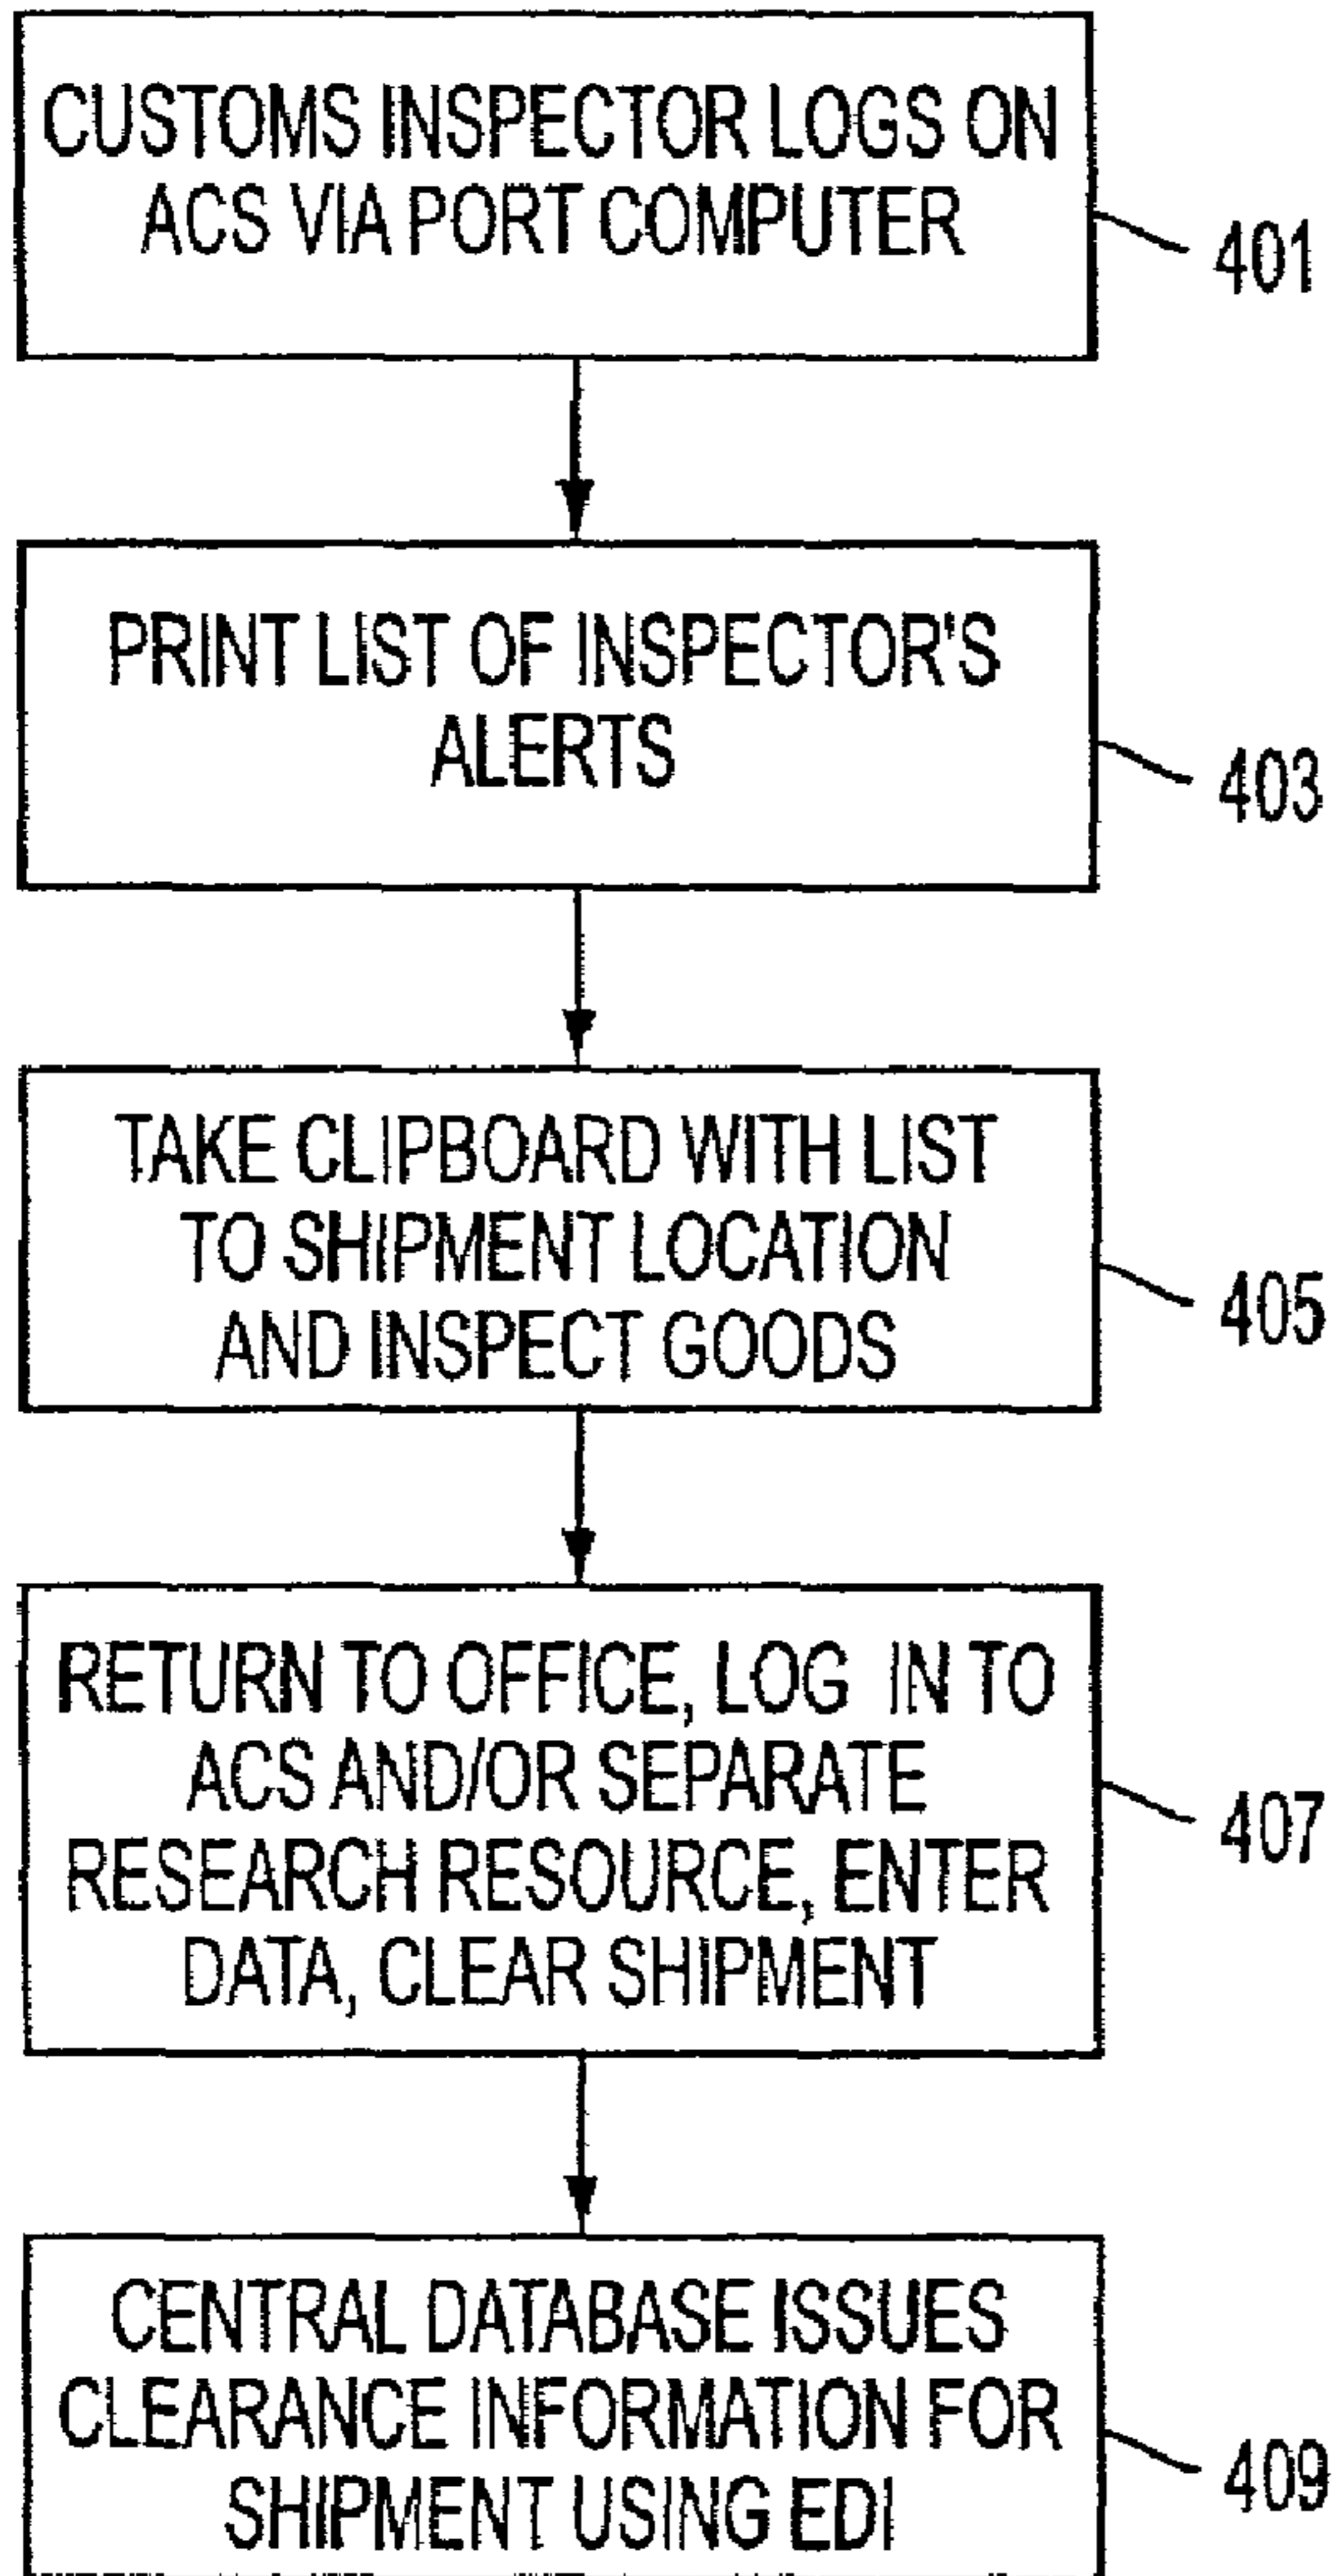 CUSTOMS INSPECTOR LOGS ON
ACS VIA PORT COMPUTER
401
PRINT LIST OF INSPECTOR'S
ALERTS
403
TAKE CLIPBOARD WITH LIST
TO SHIPMENT LOCATION
AND INSPECT GOODS
405
RETURN TO OFFICE, LOG IN TO
ACS AND/OR SEPARATE
RESEARCH RESOURCE, ENTER
DATA, CLEAR SHIPMENT
407
CENTRAL DATABASE ISSUES
CLEARANCE INFORMATION FOR
SHIPMENT USING EDI
409